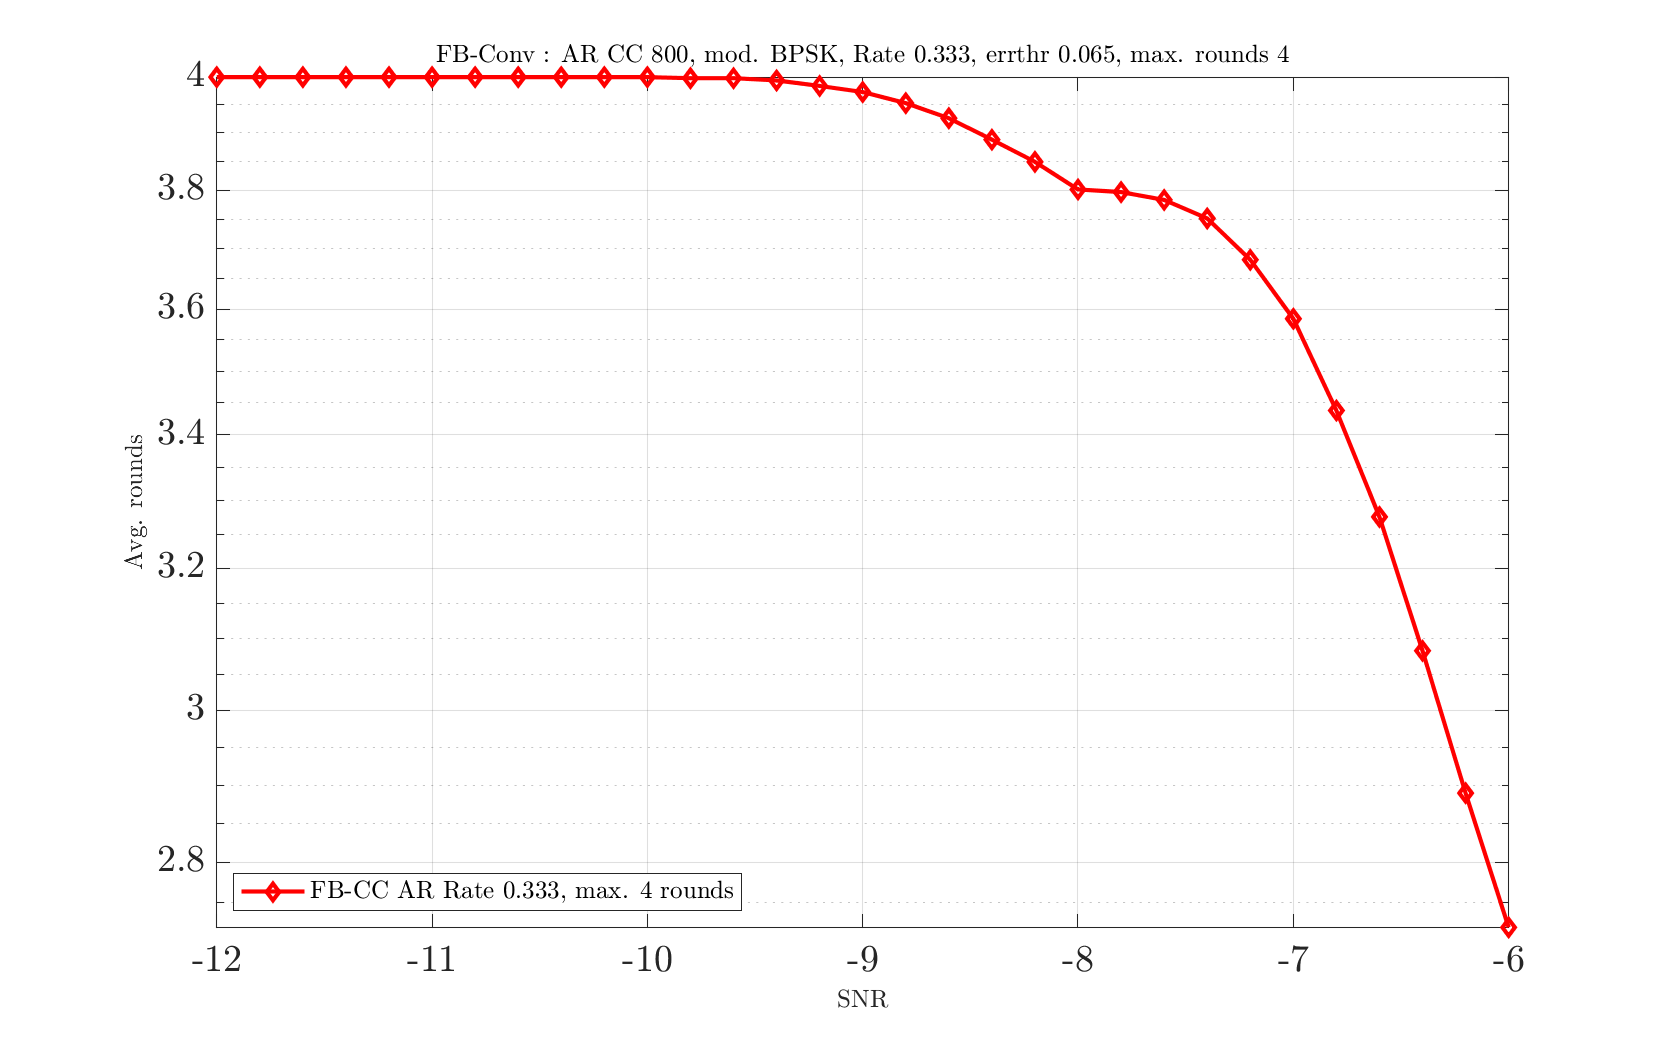 FB-Conv : AR CC 800, mod. BPSK, Rate 0.333, errthr 0.065, max. rounds 4
4
3.8
3.6
3.4
3.2
3
2.8
Avg. rounds
FB-CC AR Rate 0.333, max. 4 rounds
-12 -11 -10 -9 -8 -7 -6
SNR